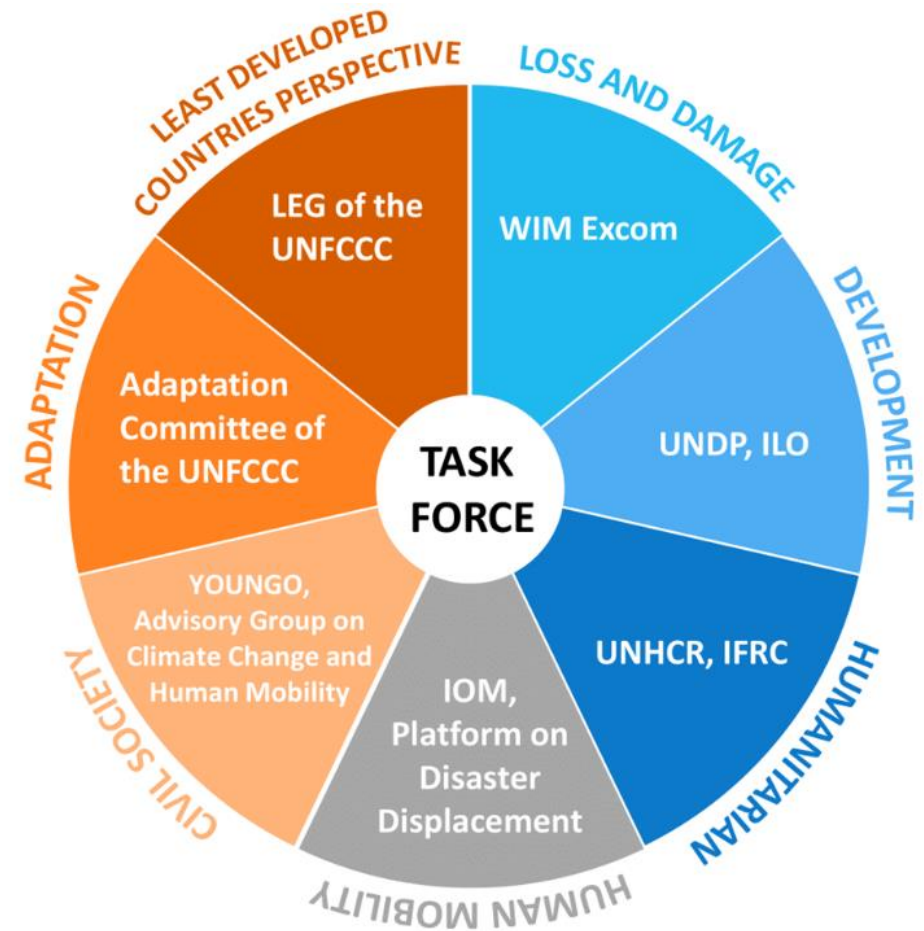 LEAST DEVELOPED
COUNTRIES PERSPECTIVE
LOSS AND DAMAGE
LEG of the
UNFCCC
WIM Excom
DEVELOPMENT
ADAPTATION
Adaptation
Committee of
the UNFCCC
UNDP, ILO
TASK
FORCE
YOUNGO,
Advisory Group on
Climate Change and
Human Mobility
UNHCR, IFRC
IOM,
Platform on
Disaster
Displacement
CIVIL SOCIETY
HUMANITARIAN
HUMAN MOBILITY